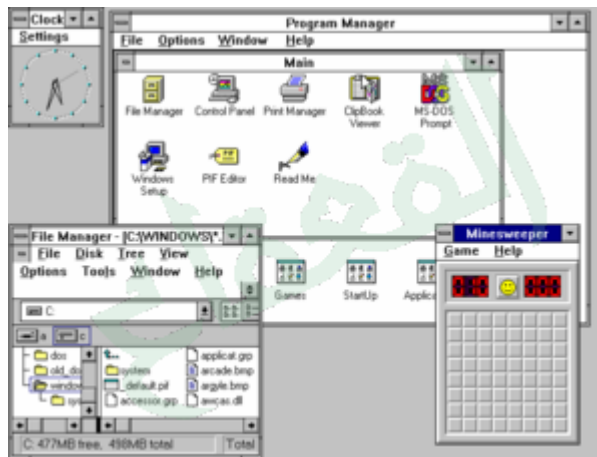 Clock
Settings
Program Manager
File Options Window Help
Main
File Manager
Control Panel
Print Manager
ClipBook Viewer
MS-DOS Prompt
Windows Setup
PIF Editor
Read Me
Games
StartUp
File Manager - [C:\WINDOWS\*.
File Disk Tree View
Options Tools Window Help
C:
a
c
dos
system
_default.pif
accessor.grp
applicat.grp
arcade.bmp
argyle.bmp
C: 477MB free, 498MB total
Total
Minesweeper
Game Help